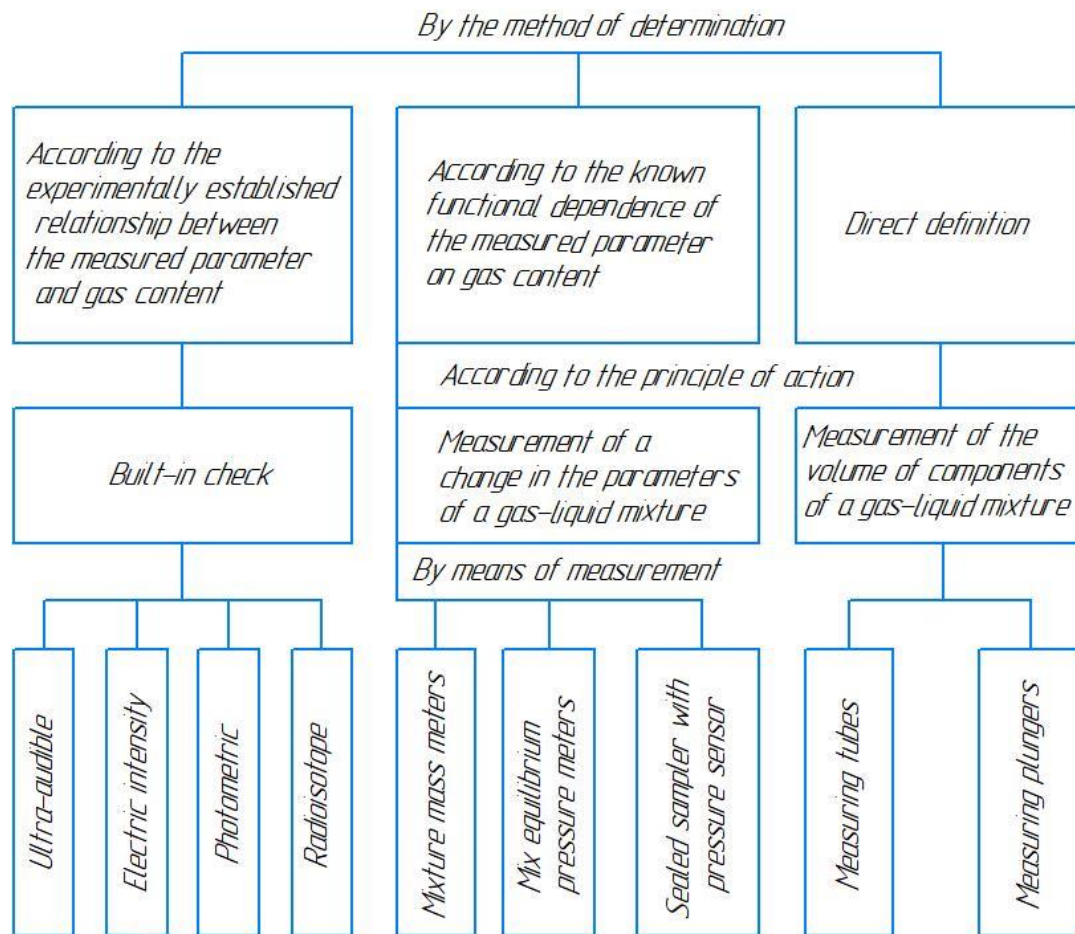 By the method of determination
According to the
experimentally established
relationship between
the measured parameter
and gas content
According to the known
functional dependence of
the measured parameter
on gas content
Direct definition
According to the principle of action
Built-in check
Measurement of a
change in the parameters
of a gas-liquid mixture
Measurement of the
volume of components
of a gas-liquid mixture
By means of measurement
Ultra-audible
Electric intensity
Photometric
Radioisotope
Mixture mass meters
Mix equilibrium
pressure meters
Sealed sampler with
pressure sensor
Measuring tubes
Measuring plungers